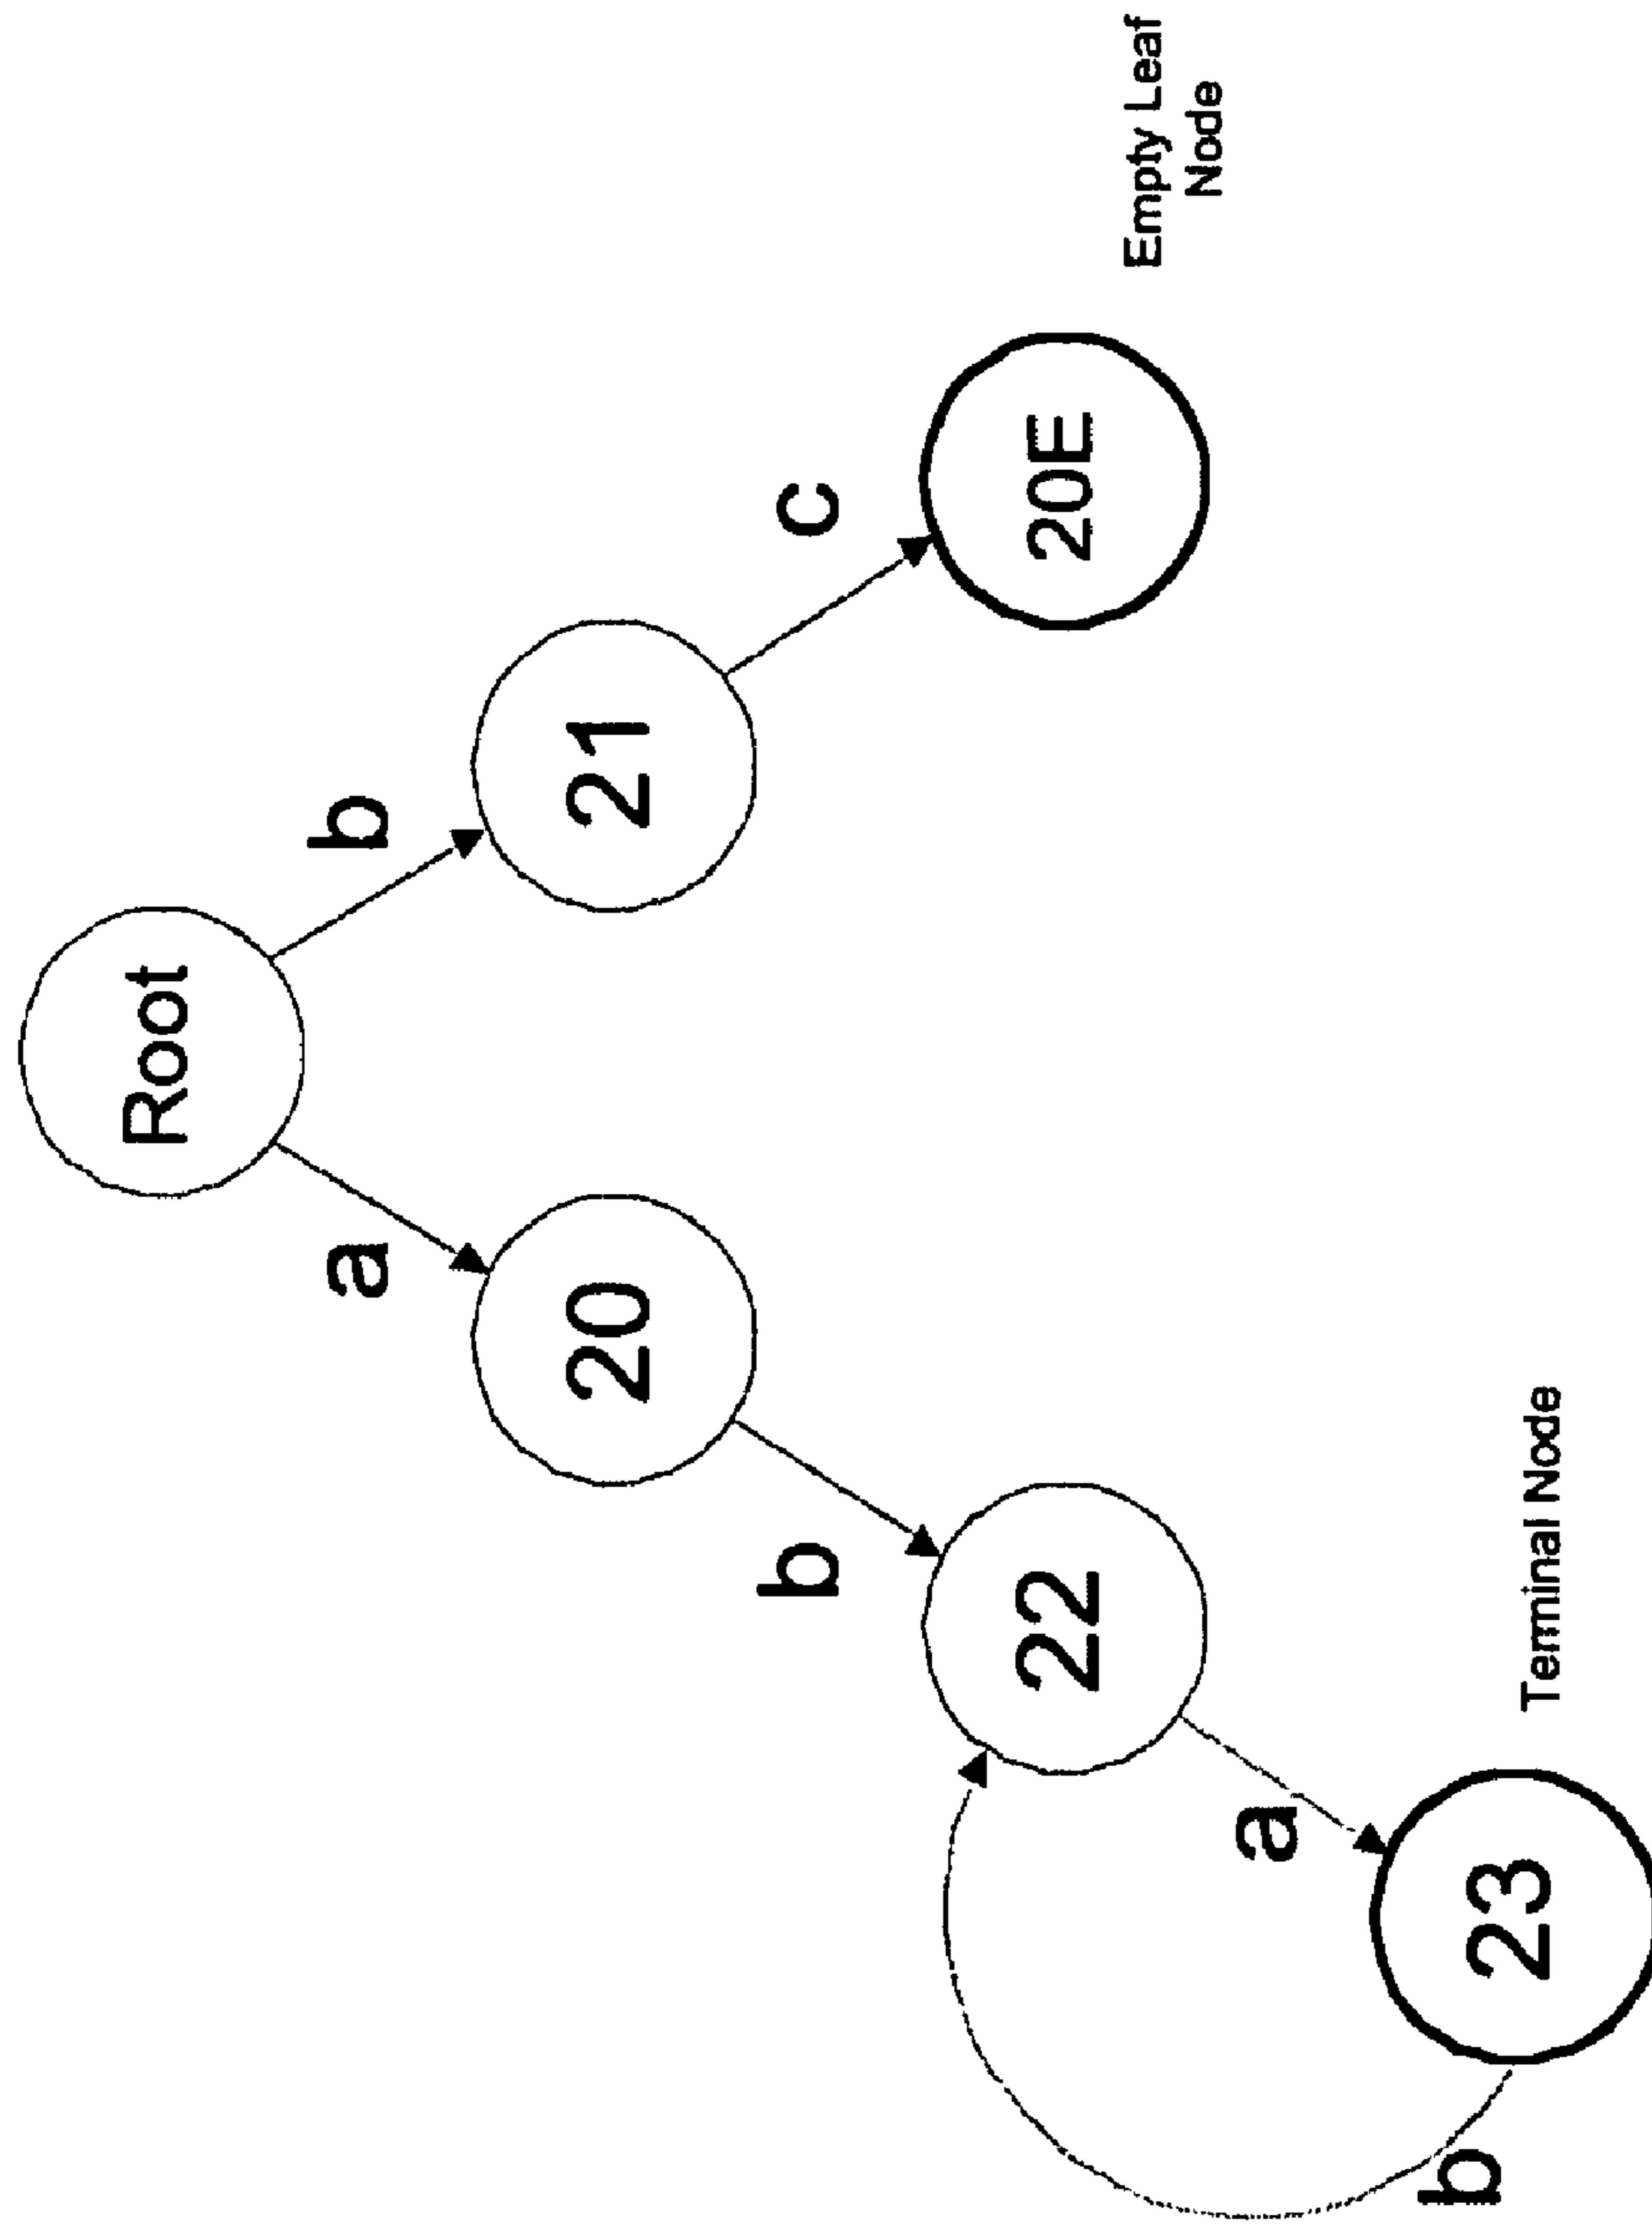 Root
a
b
20
21
b
c
22
20E
Empty Leaf
Node
a
b
23
Terminal Node